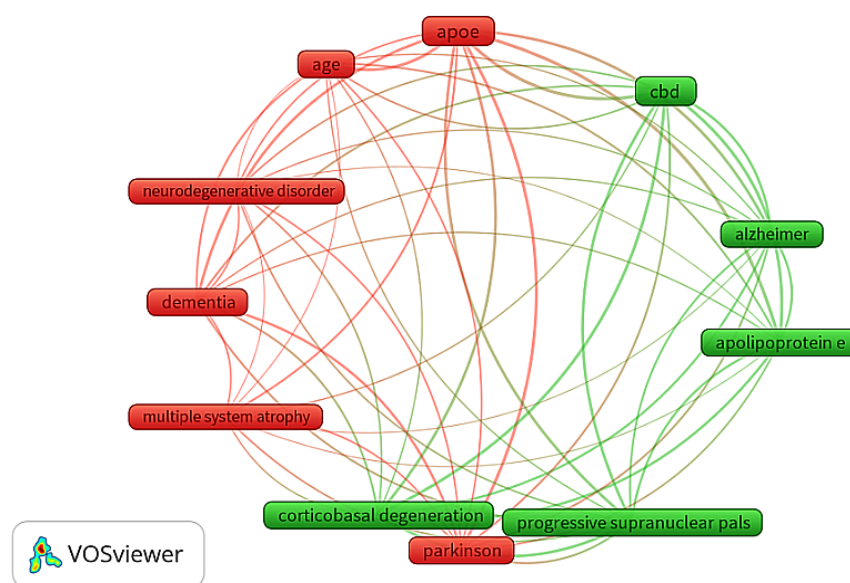 apoe
age
cbd
neurodegenerative disorder
alzheimer
dementia
apolipoprotein e
multiple system atrophy
corticobasal degeneration
progressive supranuclear pals
parkinson
VOSviewer